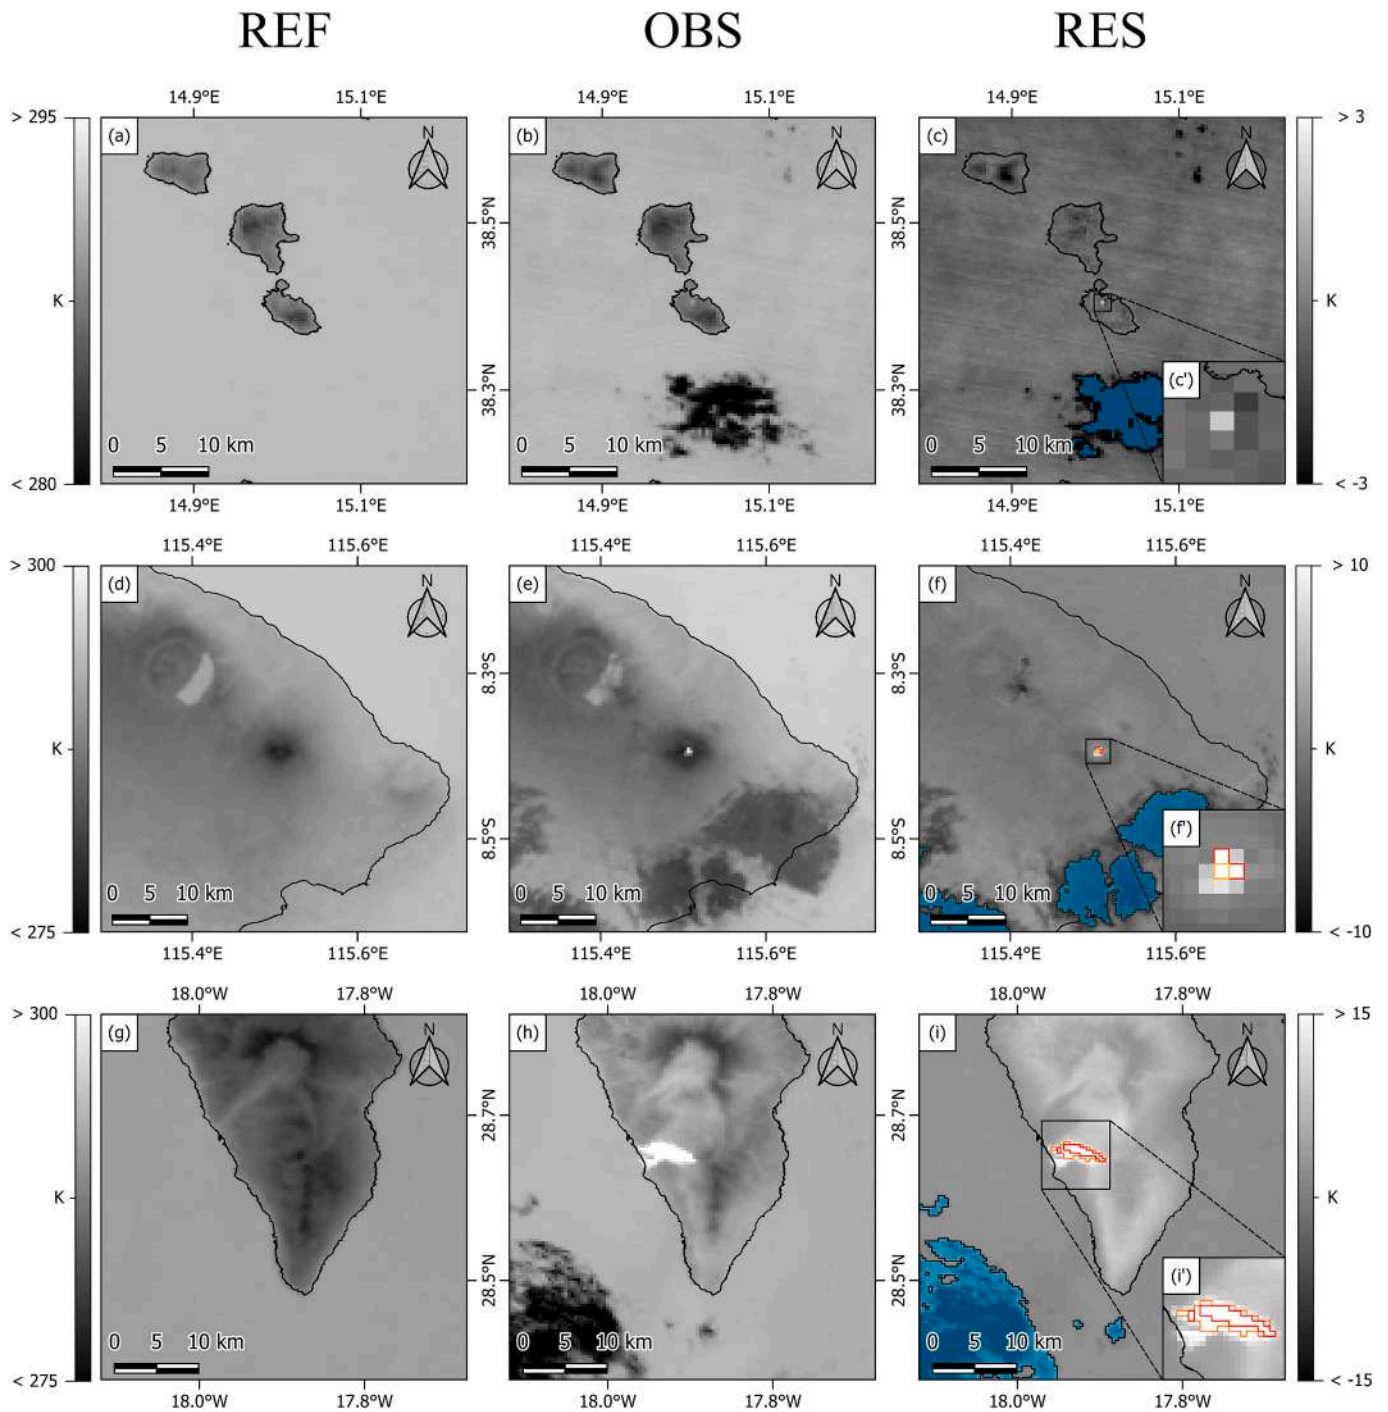 REF OBS RES
14.9°E 15.1°E 14.9°E 15.1°E 14.9°E 15.1°E
> 295 (a) N (b) N (c) N > 3
38.5°N 38.5°N
K K
38.3°N 38.3°N (c')
0 5 10 km 0 5 10 km 0 5 10 km
< 280 < -3
14.9°E 15.1°E 14.9°E 15.1°E 14.9°E 15.1°E
115.4°E 115.6°E 115.4°E 115.6°E 115.4°E 115.6°E
> 300 (d) N (e) N (f) N > 10
8.3°S 8.3°S
K K
8.5°S 8.5°S (f')
0 5 10 km 0 5 10 km 0 5 10 km
< 275 < -10
115.4°E 115.6°E 115.4°E 115.6°E 115.4°E 115.6°E
18.0°W 17.8°W 18.0°W 17.8°W 18.0°W 17.8°W
> 300 (g) N (h) N (i) N > 15
28.7°N 28.7°N
K K
28.5°N 28.5°N (i')
0 5 10 km 0 5 10 km 0 5 10 km
< 275 < -15
18.0°W 17.8°W 18.0°W 17.8°W 18.0°W 17.8°W